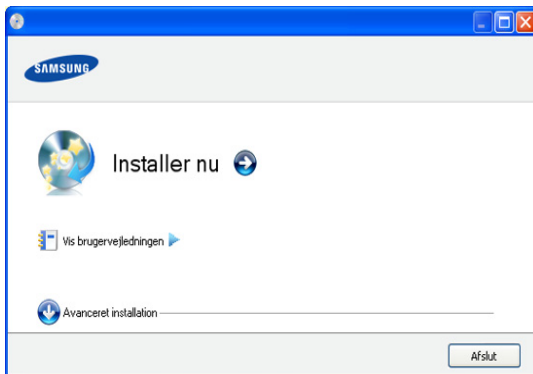 SAMSUNG
Installer nu
Vis brugervejledningen
Avanceret installation
Afslut